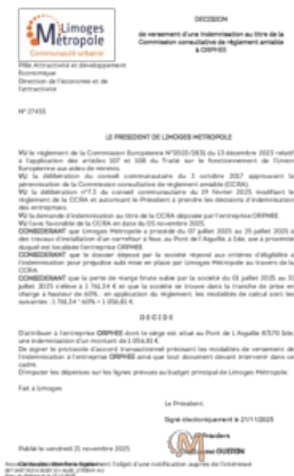 Limoges
Métropole
Communauté urbaine
DECISION
de versement d'une indemnisation au titre de la
Commission consultative de règlement amiable
à ORPHEE
Pôle Attractivité et développement
Economique
Direction de l'économie et de
l'attractivité
N° 27455
LE PRESIDENT DE LIMOGES METROPOLE
VU le règlement de la Commission Européenne N°2023/2831 du 13 décembre 2023 relatif
à l'application des articles 107 et 108 du Traité sur le fonctionnement de l'Union
Européenne aux aides de minimis,
VU la délibération du conseil communautaire du 3 octobre 2017 approuvant la
pérennisation de la Commission consultative de règlement amiable (CCRA).
VU la délibération n°7.3 du conseil communautaire du 19 février 2025 modifiant le
règlement de la CCRA et autorisant le Président à prendre les décisions d'indemnisation
des entreprises,
VU la demande d'indemnisation au titre de la CCRA déposée par l'entreprise ORPHEE,
VU l'avis favorable de la CCRA en date du 05 novembre 2025,
CONSIDERANT que Limoges Métropole a procédé du 07 juillet 2025 au 25 juillet 2025 à
des travaux d'installation d'un carrefour à feux, au Pont de l'Aiguille, à Isle, axe à proximité
duquel est localisée l'entreprise ORPHEE.
CONSIDERANT que le dossier déposé par la société répond aux critères d'éligibilité à
l'indemnisation pour préjudice subi mise en place par Limoges Métropole au travers de la
CCRA.
CONSIDERANT que la perte de marge brute subie par la société du 01 juillet 2025 au 31
juillet 2025 s'élève à 1 761,34 € et que la société se trouve dans la tranche de prise en
charge à hauteur de 60% : en application du règlement, les modalités de calcul sont les
suivantes : 1 761,34 * 60% = 1 056,81 €.
D E C I D E
D'attribuer à l'entreprise ORPHEE dont le siège est situé au Pont de L'Aiguille 87170 Isle,
une indemnisation d'un montant de 1 056,81 €.
De signer le protocole d'accord transactionnel précisant les modalités de versement de
l'indemnisation à l'entreprise ORPHEE ainsi que tout document devant intervenir dans ce
cadre.
D'imputer les dépenses sur les lignes prévues au budget principal de Limoges Métropole.
Fait à Limoges
Le Président,
Signé électroniquement le 21/11/2025
Président
GUERIN
Publié le vendredi 21 novembre 2025
l'objet d'une notification auprès de l'intéressé